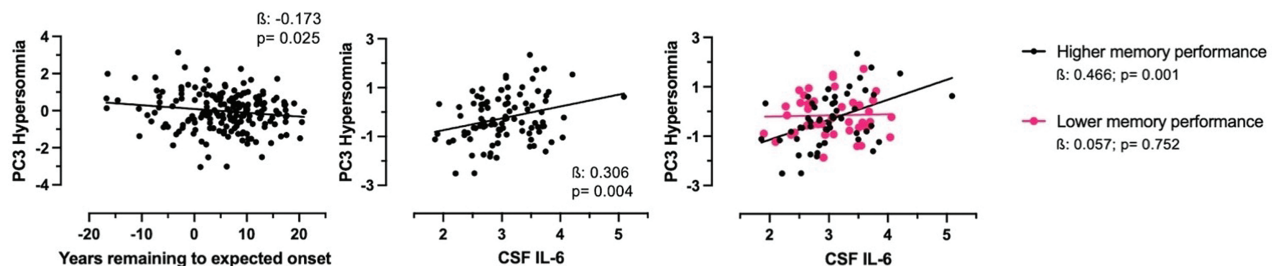 ß: -0.173
p= 0.025
4
2
0
-2
-4
PC3 Hypersomnia
-20
-10
0
10
20
Years remaining to expected onset
3
1
-1
-3
PC3 Hypersomnia
ß: 0.306
p= 0.004
2
3
4
5
CSF IL-6
3
1
-1
-3
PC3 Hypersomnia
2
3
4
5
CSF IL-6
Higher memory performance
ß: 0.466; p= 0.001
Lower memory performance
ß: 0.057; p= 0.752